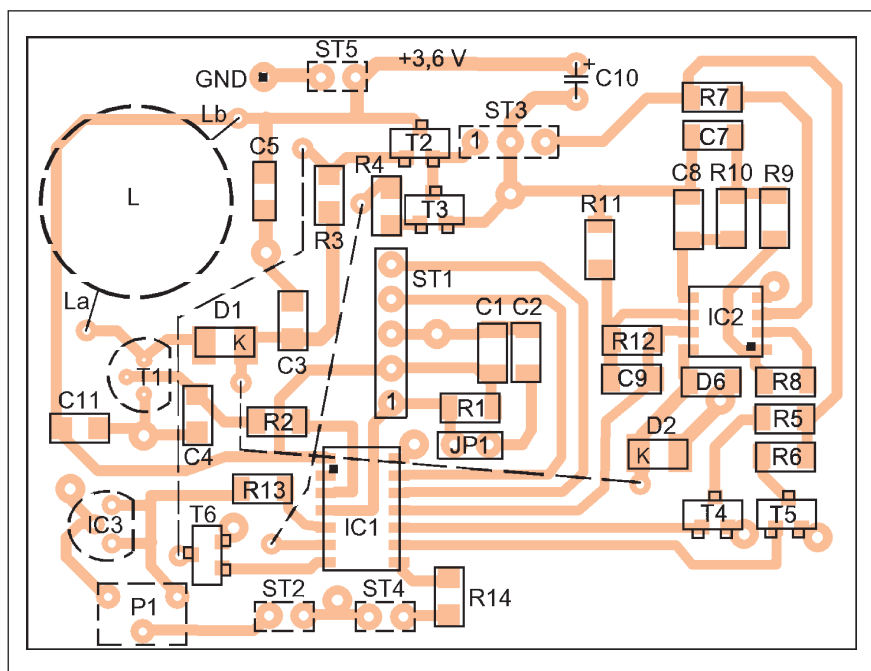 ST5
GND
+3,6 V
+
C10
R7
Lb
ST3
1
T2
C7
C5
L
R4
C8
R10
R9
T3
R3
R11
ST1
La
D1
K
C3
C1
C2
IC2
R12
T1
C9
D6
R8
C11
R2
1
R1
R5
C4
JP1
D2
K
R6
R13
IC3
T6
IC1
T4
T5
P1
ST2
ST4
R14